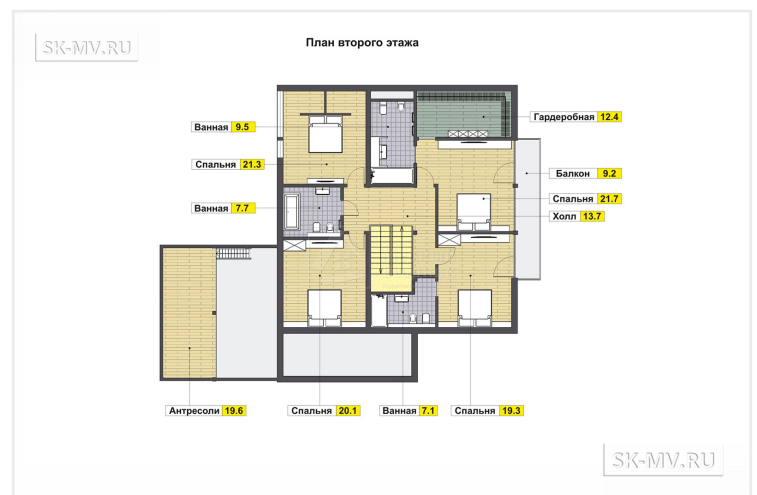 SK-MV.RU
План второго этажа
Ванная 9.5
Гардеробная 12.4
Спальня 21.3
Балкон 9.2
Спальня 21.7
Ванная 7.7
Холл 13.7
Антресоли 19.6
Спальня 20.1
Ванная 7.1
Спальня 19.3
SK-MV.RU